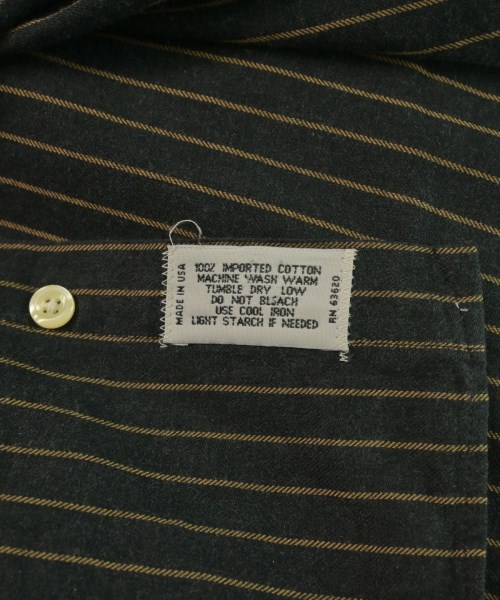 MADE IN USA
100% IMPORTED COTTON
MACHINE WASH WARM
TUMBLE DRY LOW
DO NOT BLEACH
USE COOL IRON
LIGHT STARCH IF NEEDED
RN 63620